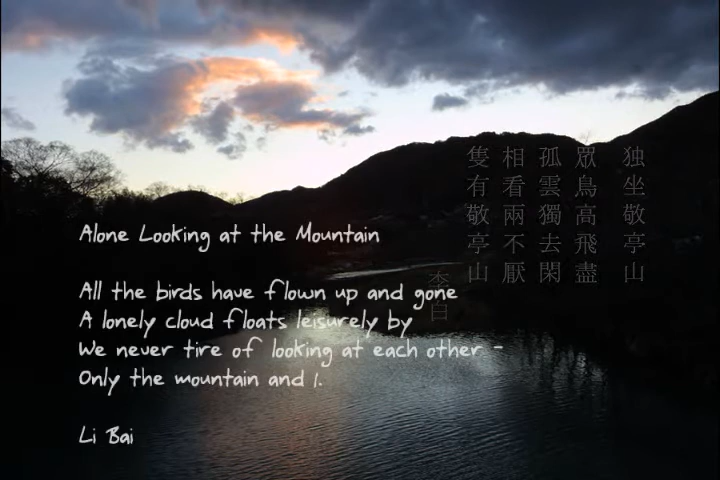 Alone Looking at the Mountain
All the birds have flown up and gone
A lonely cloud floats leisurely by
We never tire of looking at each other -
Only the mountain and I.
Li Bai
独坐敬亭山
眾鳥高飛盡
孤雲獨去閑
相看兩不厭
隻有敬亭山
李白